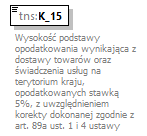 tns:K_15
Wysokość podstawy
opodatkowania wynikająca z
dostawy towarów oraz
świadczenia usług na
terytorium kraju,
opodatkowanych stawką
5%, z uwzględnieniem
korekty dokonanej zgodnie z
art. 89a ust. 1 i 4 ustawy